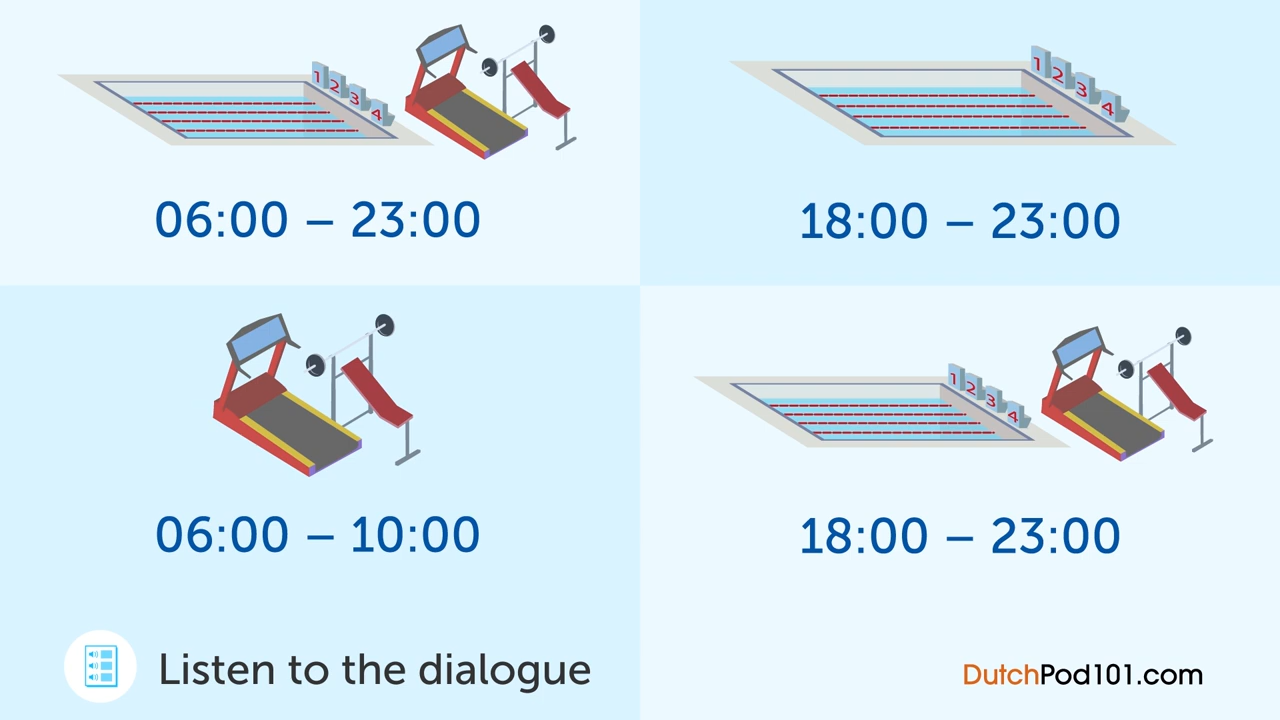 1 2 3 4
1 2 3 4
06:00 – 23:00
18:00 – 23:00
1 2 3 4
06:00 – 10:00
18:00 – 23:00
Listen to the dialogue
DutchPod101.com